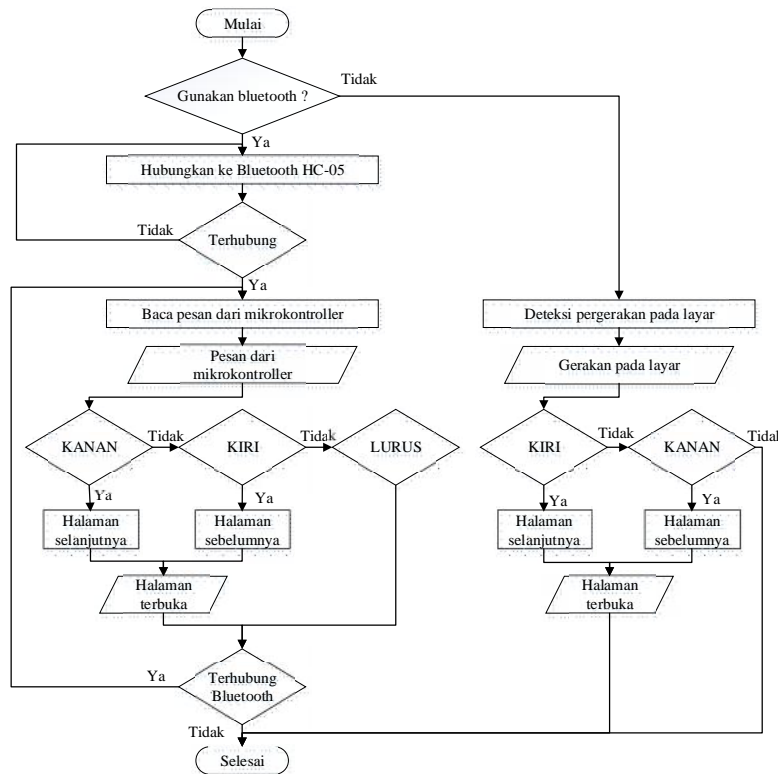 Mulai
Gunakan bluetooth ?
Tidak
Ya
Hubungkan ke Bluetooth HC-05
Tidak
Terhubung
Ya
Baca pesan dari mikrokontroller
Pesan dari
mikrokontroller
KANAN
Tidak
KIRI
Tidak
LURUS
Ya
Ya
Halaman
selanjutnya
Halaman
sebelumnya
Halaman
terbuka
Ya
Terhubung
Bluetooth
Tidak
Selesai
Deteksi pergerakan pada layar
Gerakan pada layar
KIRI
Tidak
KANAN
Tidak
Ya
Ya
Halaman
selanjutnya
Halaman
sebelumnya
Halaman
terbuka